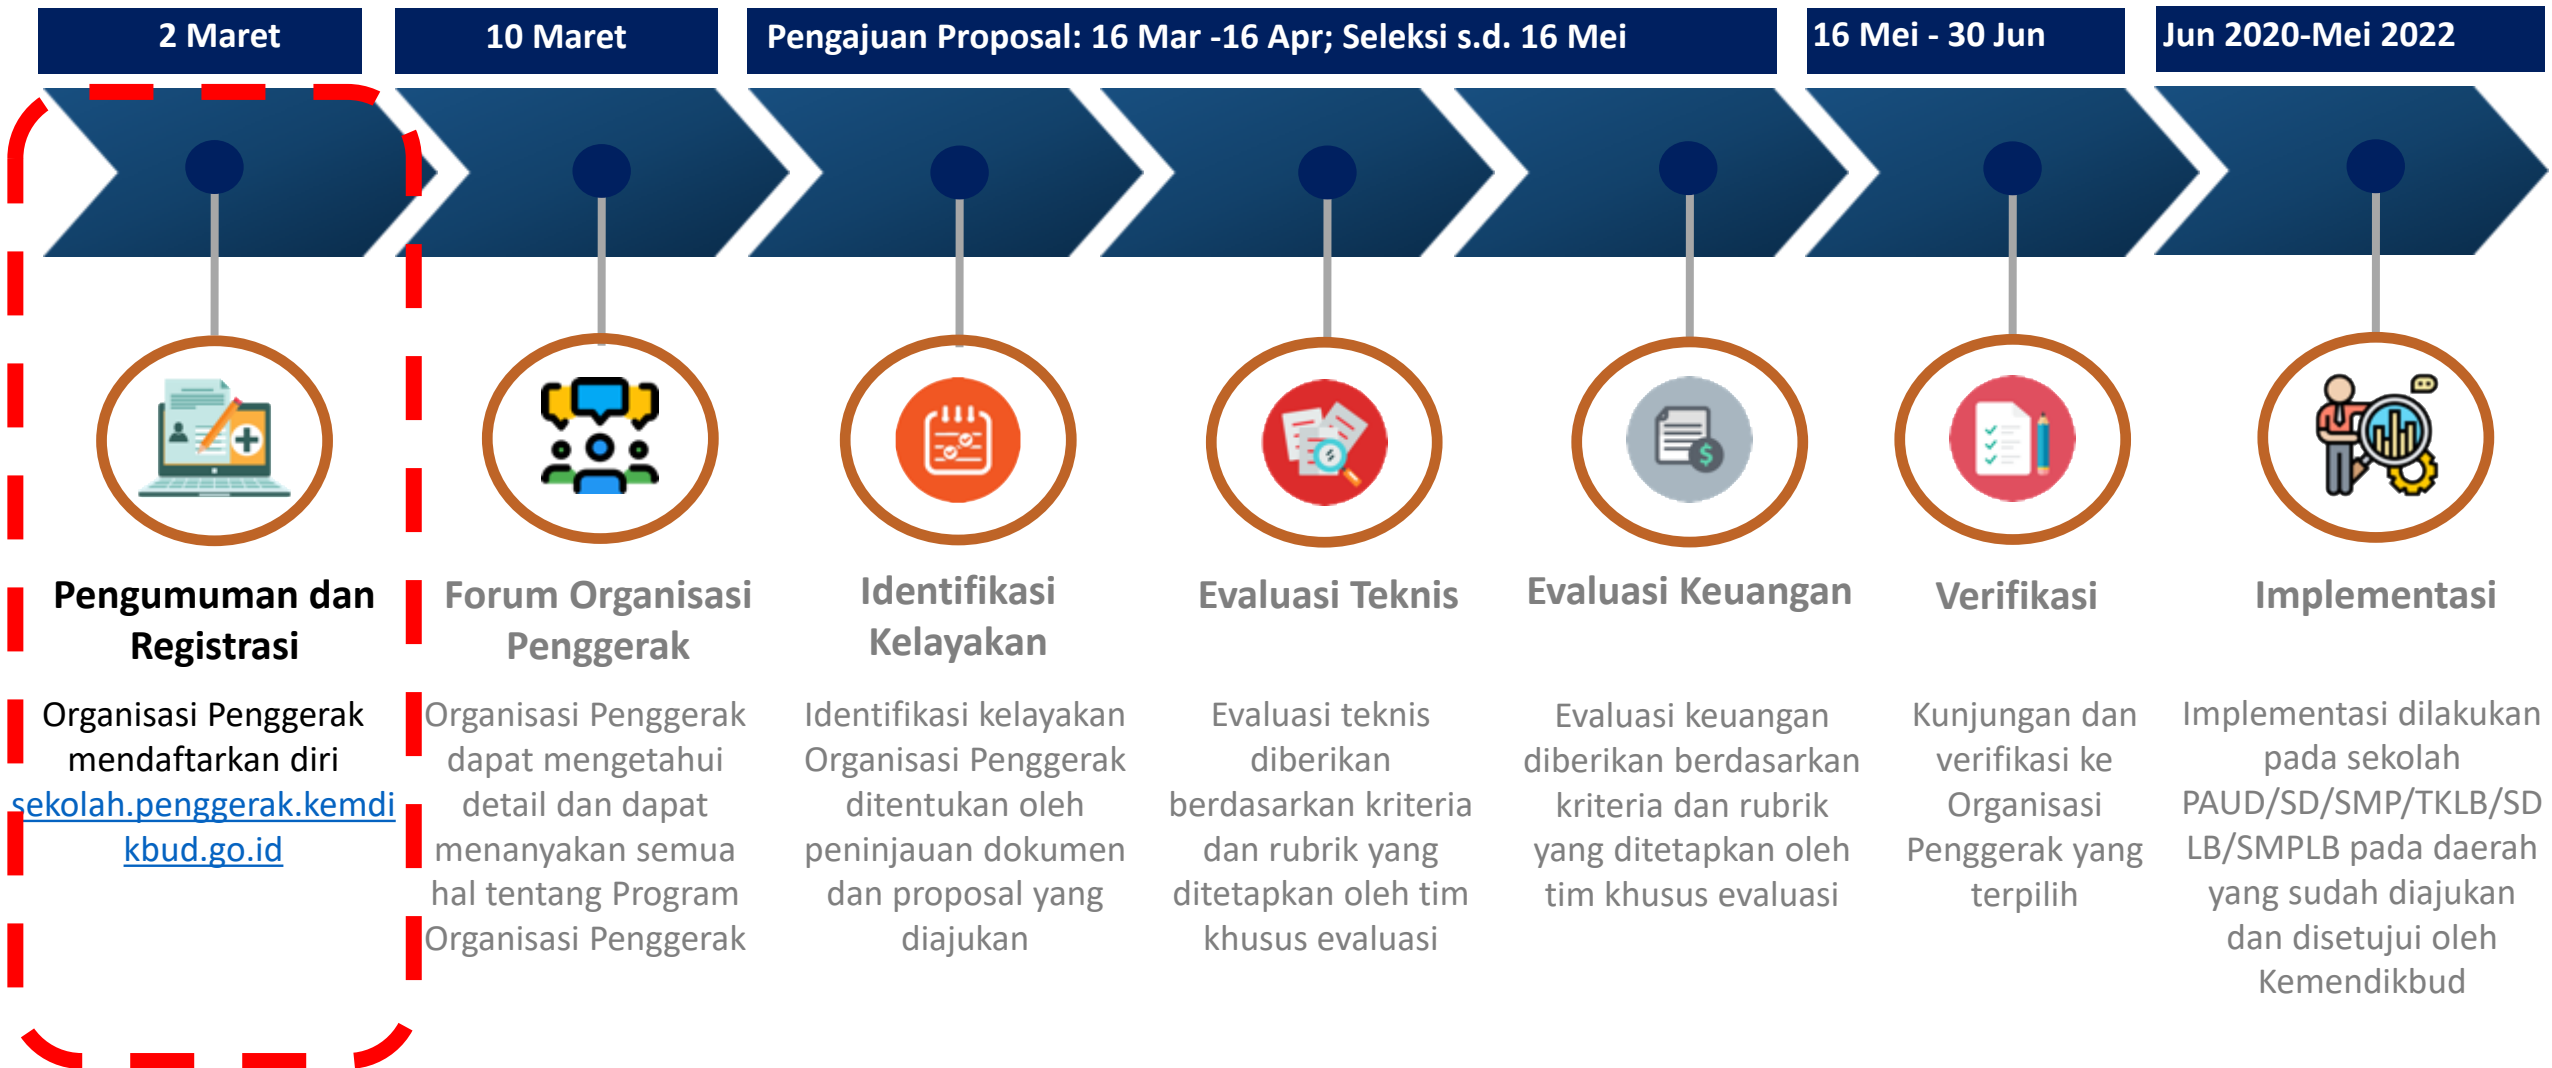 2 Maret
10 Maret
Pengajuan Proposal: 16 Mar -16 Apr; Seleksi s.d. 16 Mei
16 Mei - 30 Jun
Jun 2020-Mei 2022
Pengumuman dan
Registrasi
Organisasi Penggerak
mendaftarkan diri
sekolah.penggerak.kemdi
kbud.go.id
Forum Organisasi
Penggerak
Organisasi Penggerak
dapat mengetahui
detail dan dapat
menanyakan semua
hal tentang Program
Organisasi Penggerak
Identifikasi
Kelayakan
Identifikasi kelayakan
Organisasi Penggerak
ditentukan oleh
peninjauan dokumen
dan proposal yang
diajukan
Evaluasi Teknis
Evaluasi teknis
diberikan
berdasarkan kriteria
dan rubrik yang
ditetapkan oleh tim
khusus evaluasi
Evaluasi Keuangan
Evaluasi keuangan
diberikan berdasarkan
kriteria dan rubrik
yang ditetapkan oleh
tim khusus evaluasi
Verifikasi
Kunjungan dan
verifikasi ke
Organisasi
Penggerak yang
terpilih
Implementasi
Implementasi dilakukan
pada sekolah
PAUD/SD/SMP/TKLB/SD
LB/SMPLB pada daerah
yang sudah diajukan
dan disetujui oleh
Kemendikbud